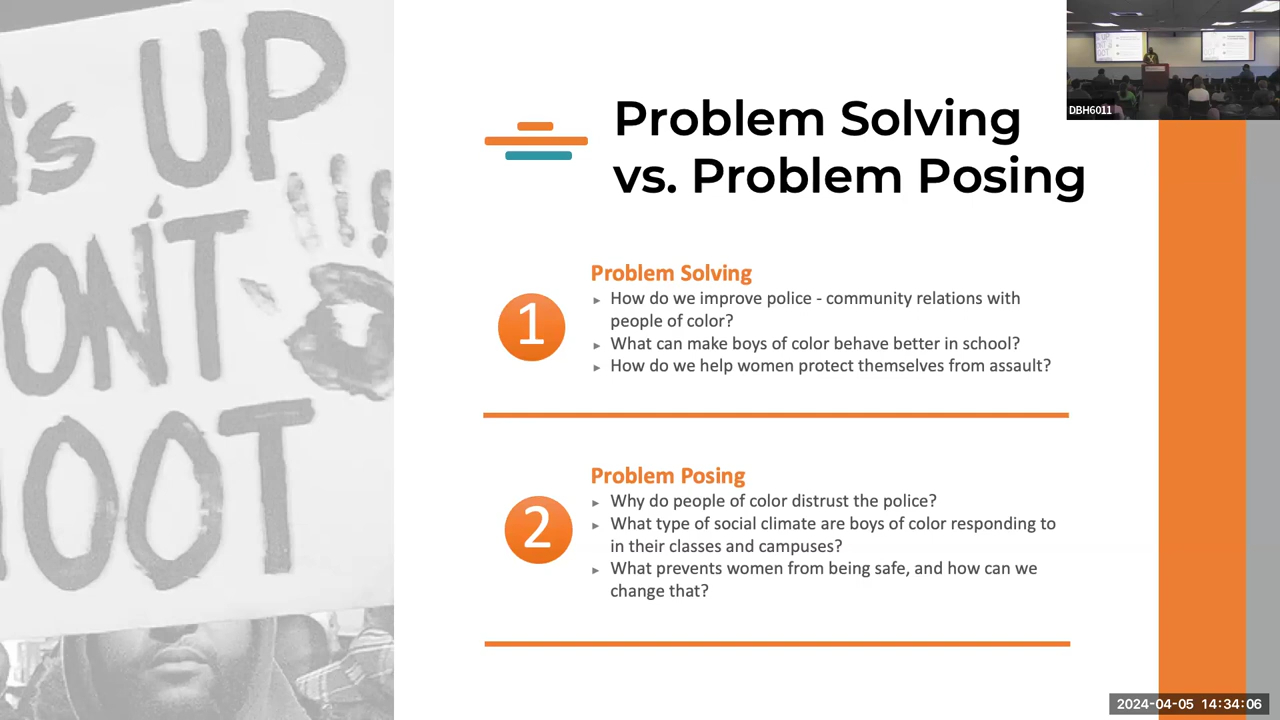 's UP
ON'T
OOT
Problem Solving
vs. Problem Posing
DBH6011
1
Problem Solving
How do we improve police - community relations with
people of color?
What can make boys of color behave better in school?
How do we help women protect themselves from assault?
2
Problem Posing
Why do people of color distrust the police?
What type of social climate are boys of color responding to
in their classes and campuses?
What prevents women from being safe, and how can we
change that?
2024-04-05 14:34:06